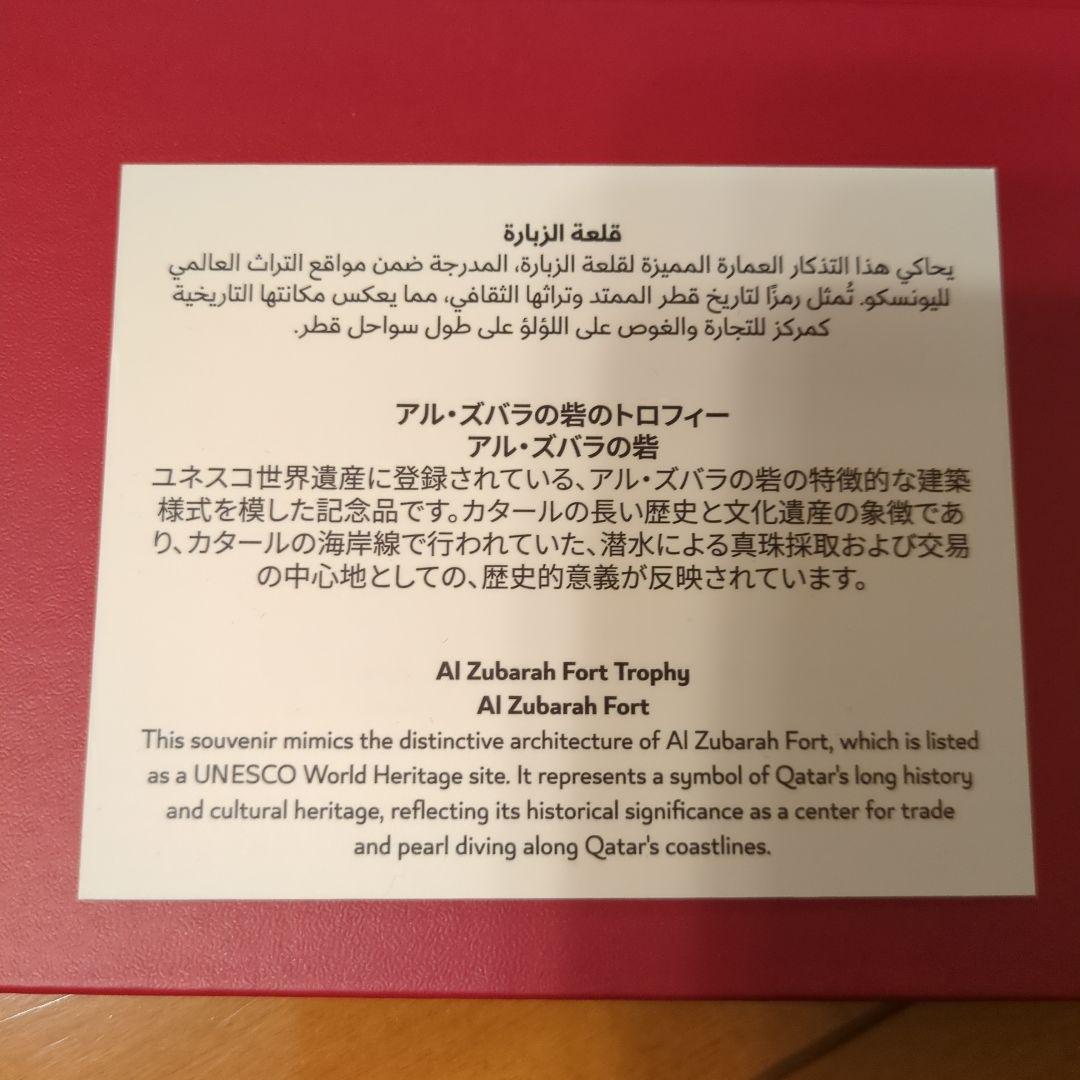 قلعة الزبارة
يحاكي هذا التذكار العمارة المميزة لقلعة الزبارة، المدرجة ضمن مواقع التراث العالمي
لليونسكو. تُمثل رمزًا لتاريخ قطر الممتد وتراثها الثقافي، مما يعكس مكانتها التاريخية
كمركز للتجارة والغوص على اللؤلؤ على طول سواحل قطر.
アル・ズバラの砦のトロフィー
アル・ズバラの砦
ユネスコ世界遺産に登録されている、アル・ズバラの砦の特徴的な建築
様式を模した記念品です。カタールの長い歴史と文化遺産の象徴であ
り、カタールの海岸線で行われていた、潜水による真珠採取および交易
の中心地としての、歴史的意義が反映されています。
Al Zubarah Fort Trophy
Al Zubarah Fort
This souvenir mimics the distinctive architecture of Al Zubarah Fort, which is listed
as a UNESCO World Heritage site. It represents a symbol of Qatar's long history
and cultural heritage, reflecting its historical significance as a center for trade
and pearl diving along Qatar's coastlines.